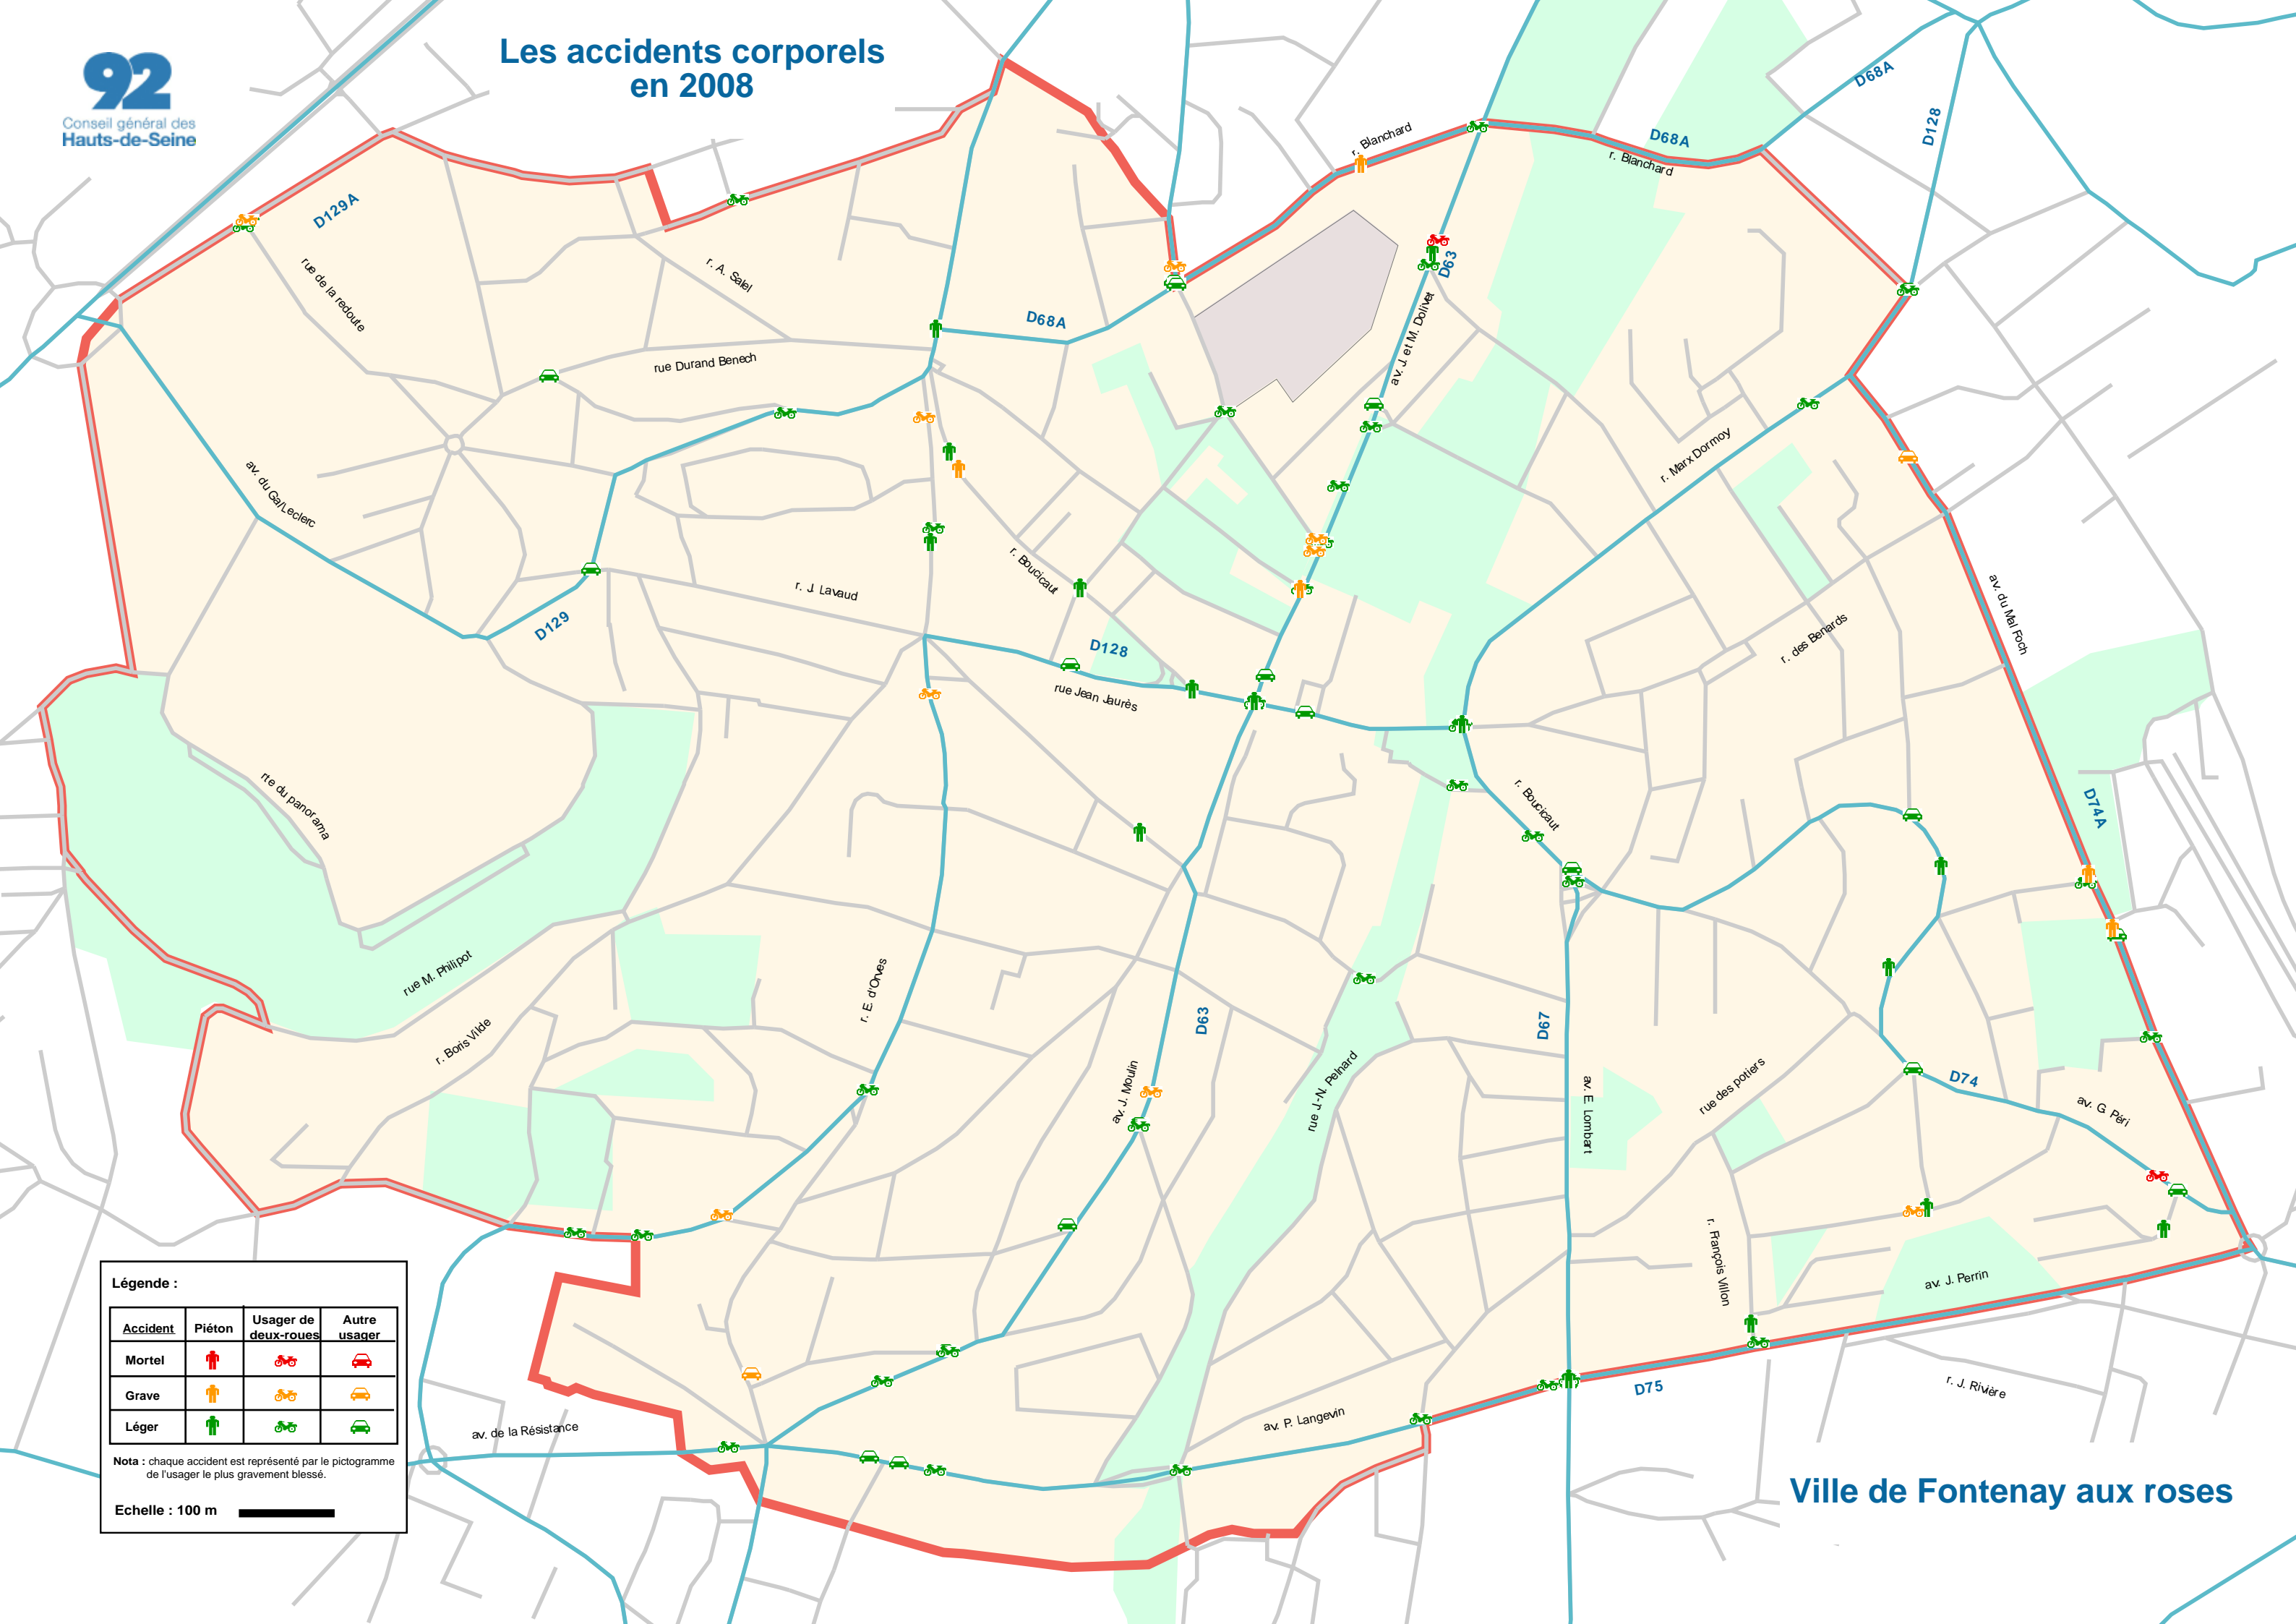 Les accidents corporels
en 2008
92
Conseil général des
Hauts-de-Seine
D68A
D128
r. Blanchard
D68A
r. Blanchard
D129A
rue de la redoute
r. A. Salel
D63
D68A
av. J. et M. Dolivet
rue Durand Benech
r. Marx Dormoy
av. du Gal/Leclerc
r. Boucicaut
r. J. Lavaud
av. du Mal Foch
D129
D128
r. des Benards
rue Jean Jaurès
rte du panorama
r. Boucicaut
D74A
rue M. Philipot
r. E. d'Orves
D63
D67
r. Boris Vilde
av. J. Moulin
rue J.-N. Pelnard
av. E. Lombart
rue des potiers
D74
av. G. Péri
r. François Villon
av. J. Perrin
Légende :
Accident
Piéton
Usager de
deux-roues
Autre
usager
Mortel
Grave
Léger
Nota : chaque accident est représenté par le pictogramme
de l'usager le plus gravement blessé.
Echelle : 100 m
av. de la Résistance
av. P. Langevin
D75
r. J. Rivière
Ville de Fontenay aux roses